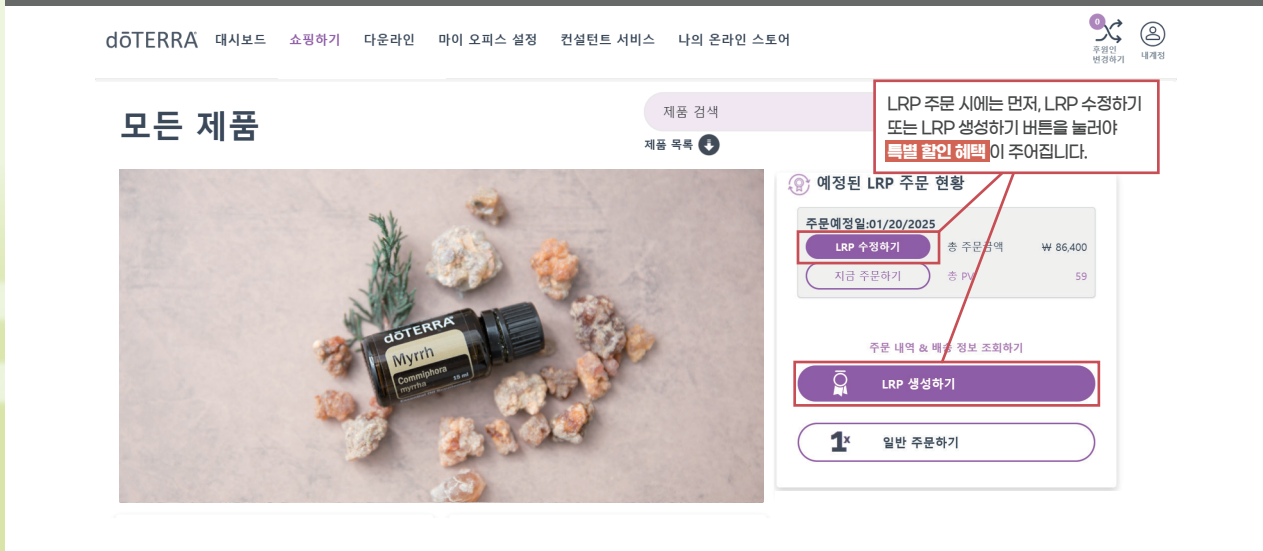 dōTERRA 대시보드 쇼핑하기 다운라인 마이 오피스 설정 컨설턴트 서비스 나의 온라인 스토어
0
후원인
변경하기
내계정
모든 제품
제품 검색
제품 목록
LRP 주문 시에는 먼저, LRP 수정하기
또는 LRP 생성하기 버튼을 눌러야
특별 할인 혜택이 주어집니다.
dōTERRA
Myrrh
Commiphora
myrrha 15 ml
예정된 LRP 주문 현황
주문예정일:01/20/2025
LRP 수정하기 총 주문금액 ₩ 86,400
지금 주문하기 총 PV 59
주문 내역 & 배송 정보 조회하기
LRP 생성하기
1x 일반 주문하기